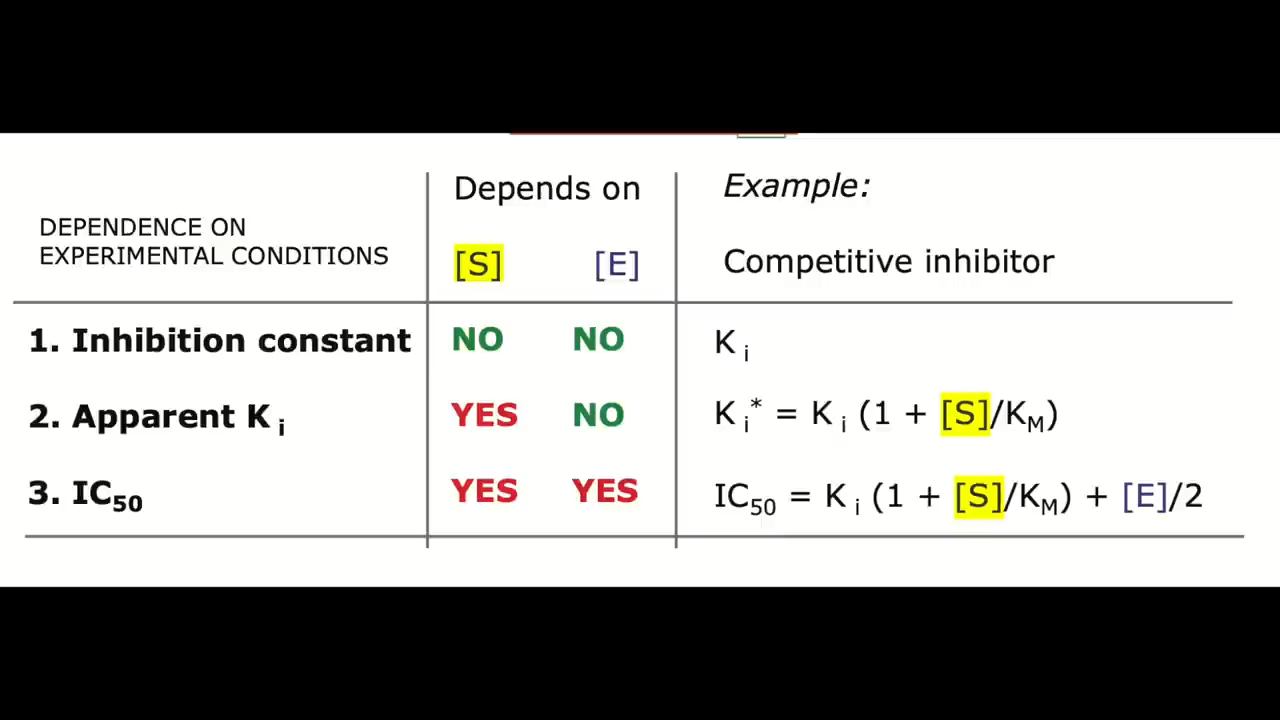 Depends on
Example:
DEPENDENCE ON
EXPERIMENTAL CONDITIONS
[S] [E]
Competitive inhibitor
1. Inhibition constant NO NO K i
2. Apparent K i YES NO K i* = K i (1 + [S]/KM)
3. IC50 YES YES IC50 = K i (1 + [S]/KM) + [E]/2